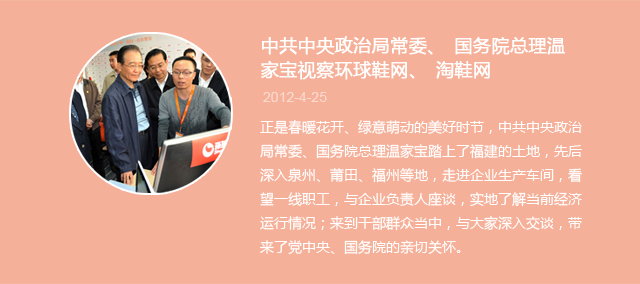 中共中央政治局常委、 国务院总理温
家宝视察环球鞋网、 淘鞋网
2012-4-25
正是春暖花开、绿意萌动的美好时节，中共中央政治
局常委、国务院总理温家宝踏上了福建的土地，先后
深入泉州、莆田、福州等地，走进企业生产车间，看
望一线职工，与企业负责人座谈，实地了解当前经济
运行情况；来到干部群众当中，与大家深入交谈，带
来了党中央、国务院的亲切关怀。